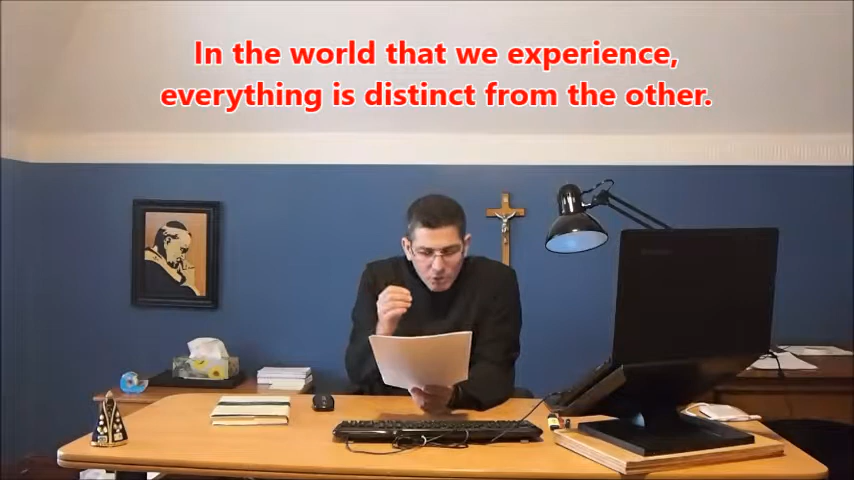 In the world that we experience,
everything is distinct from the other.